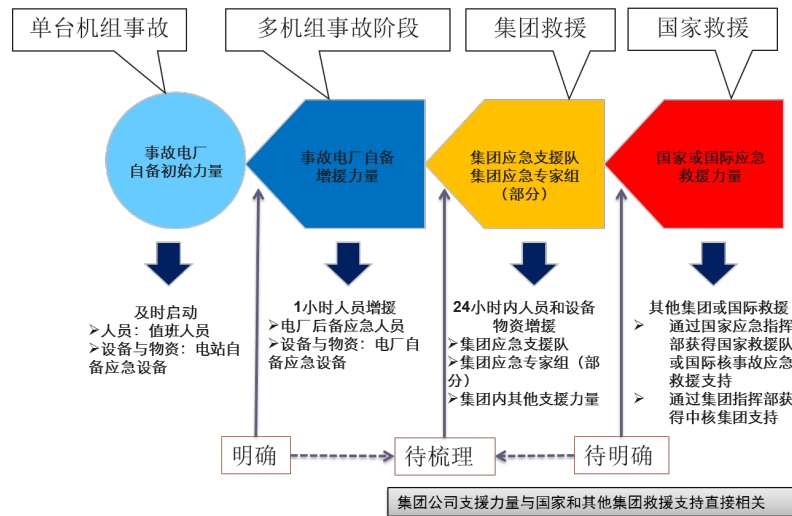 单台机组事故
多机组事故阶段
集团救援
国家救援
事故电厂
自备初始力量
事故电厂自备
增援力量
集团应急支援队
集团应急专家组
（部分）
国家或国际应急
救援力量
及时启动
➢人员：值班人员
➢设备与物资：电站自
备应急设备
1小时人员增援
➢电厂后备应急人员
➢设备与物资：电厂自
备应急设备
24小时内人员和设备
物资增援
➢集团应急支援队
➢集团应急专家组（部
分）
➢集团内其他支援力量
其他集团或国际救援
➢ 通过国家应急指挥
部获得国家救援队
或国际核事故应急
救援支持
➢ 通过集团指挥部获
得中核集团支持
明确
待梳理
待明确
集团公司支援力量与国家和其他集团救援支持直接相关